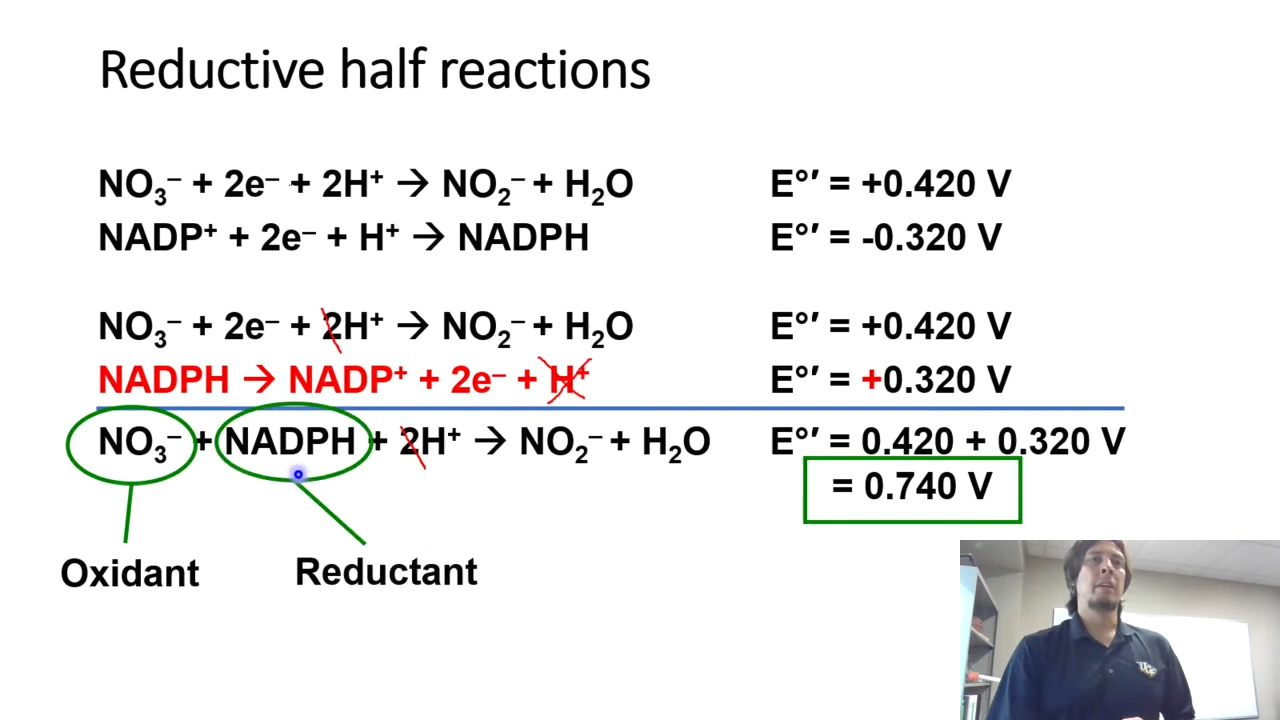 Reductive half reactions
NO₃⁻ + 2e⁻ + 2H⁺ → NO₂⁻ + H₂O E°′ = +0.420 V
NADP⁺ + 2e⁻ + H⁺ → NADPH E°′ = -0.320 V
NO₃⁻ + 2e⁻ + 2H⁺ → NO₂⁻ + H₂O E°′ = +0.420 V
NADPH → NADP⁺ + 2e⁻ + H⁺ E°′ = +0.320 V
NO₃⁻ + NADPH + 2H⁺ → NO₂⁻ + H₂O E°′ = 0.420 + 0.320 V
= 0.740 V
Oxidant Reductant
UCF